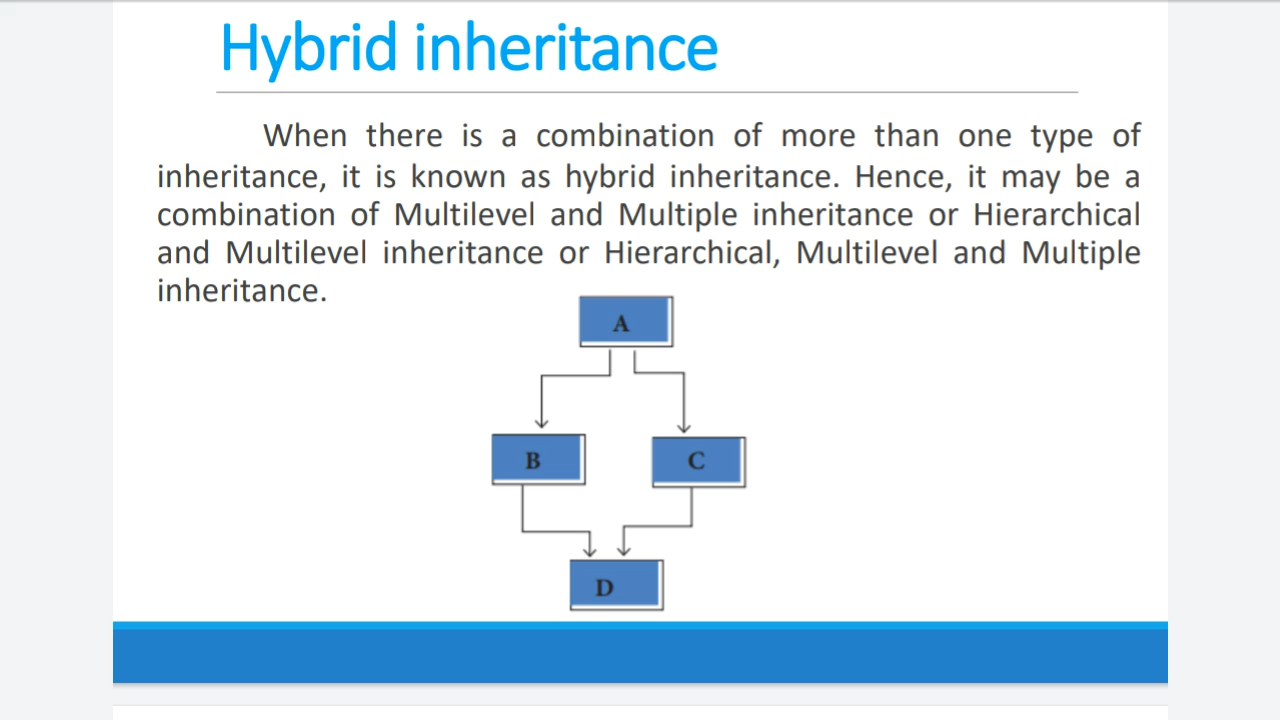 Hybrid inheritance
When there is a combination of more than one type of
inheritance, it is known as hybrid inheritance. Hence, it may be a
combination of Multilevel and Multiple inheritance or Hierarchical
and Multilevel inheritance or Hierarchical, Multilevel and Multiple
inheritance.
A
B
C
D